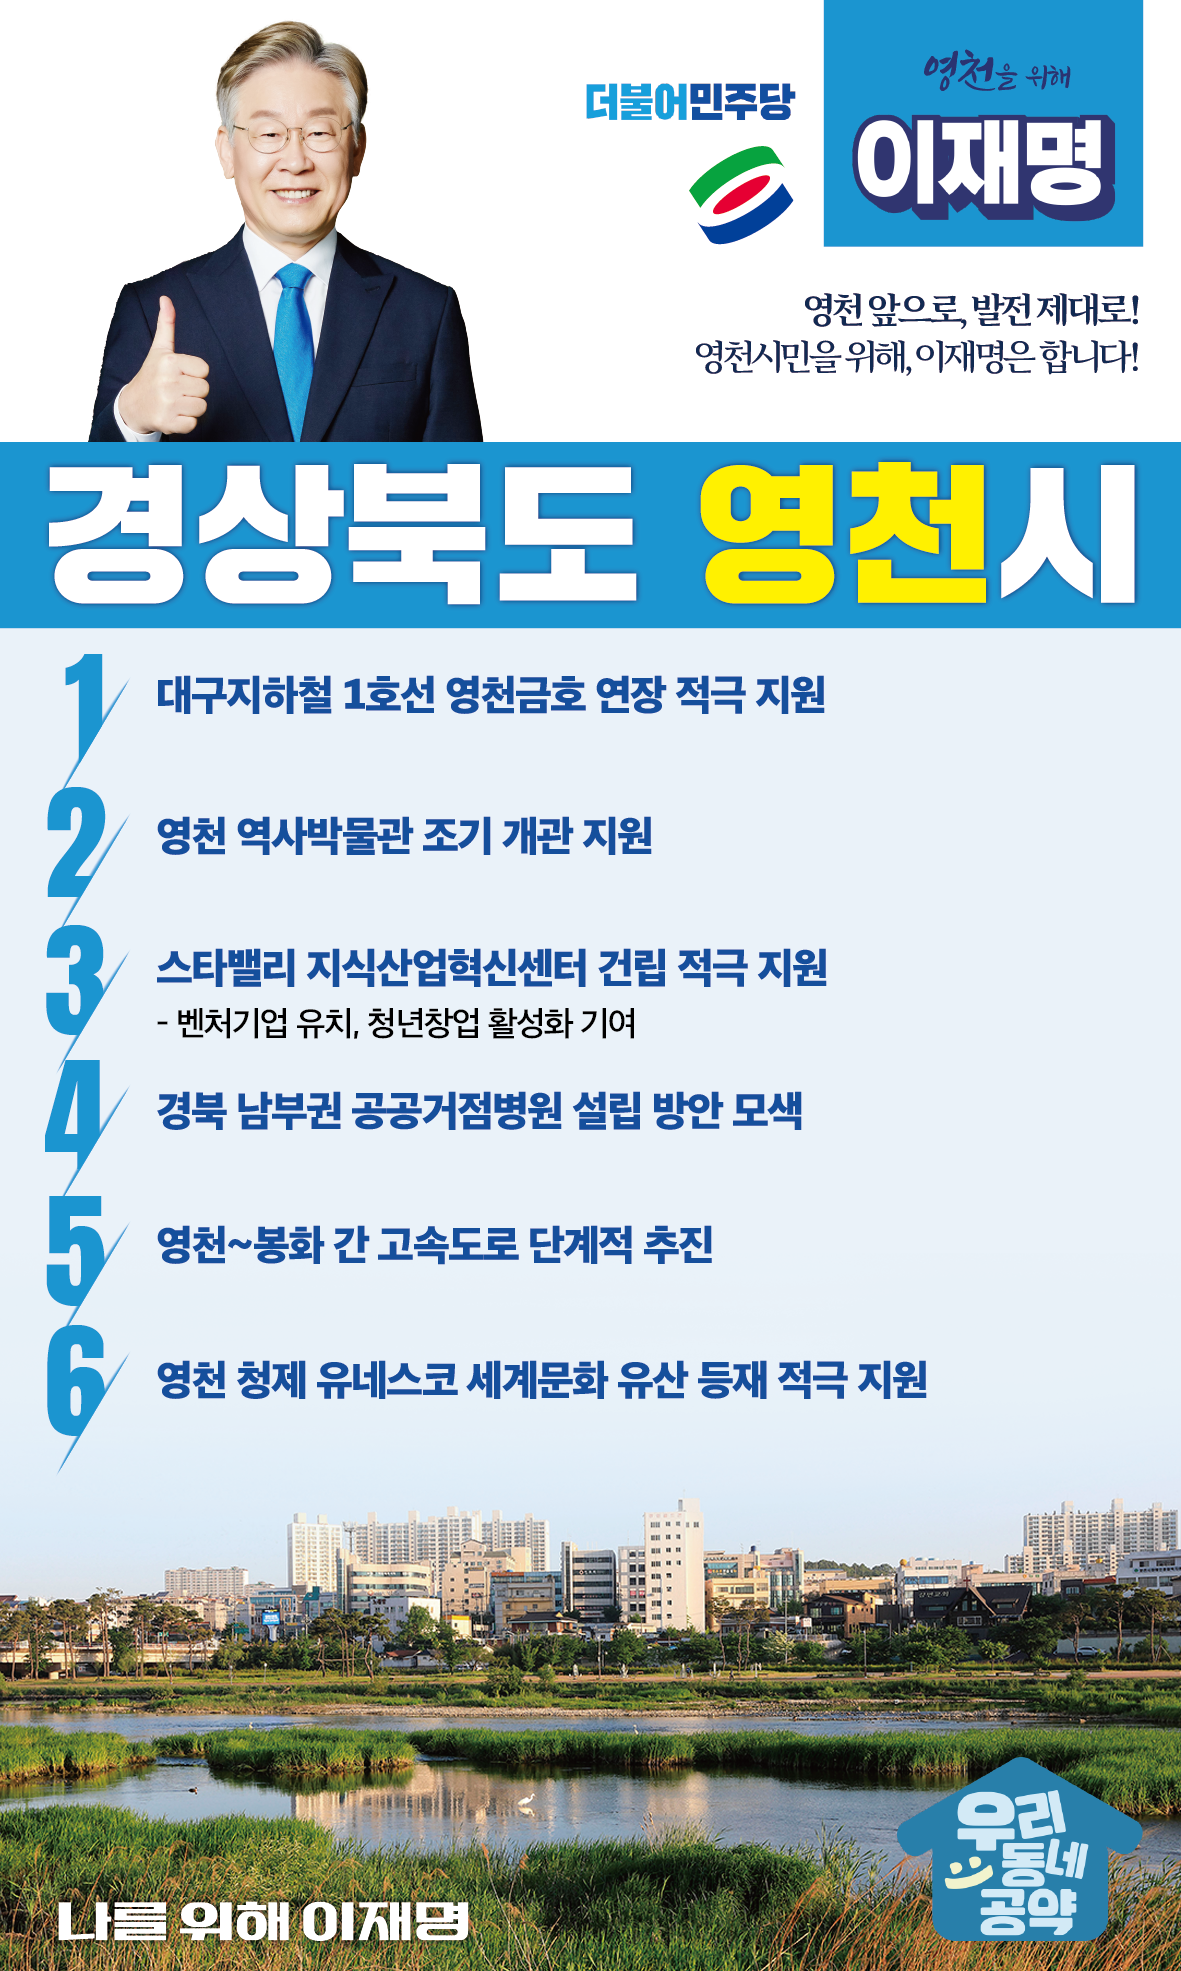 더불어민주당
영천을 위해
이재명
영천 앞으로, 발전 제대로!
영천시민을 위해, 이재명은 합니다!
경상북도 영천시
1 대구지하철 1호선 영천금호 연장 적극 지원
2 영천 역사박물관 조기 개관 지원
3 스타밸리 지식산업혁신센터 건립 적극 지원
- 벤처기업 유치, 청년창업 활성화 기여
4 경북 남부권 공공거점병원 설립 방안 모색
5 영천~봉화 간 고속도로 단계적 추진
6 영천 청제 유네스코 세계문화 유산 등재 적극 지원
우리
동네
공약
나를 위해 이재명